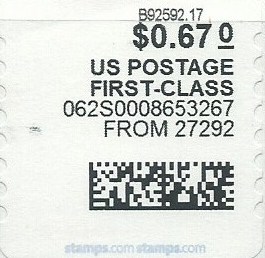 B92592.17
$0.67 0
US POSTAGE
FIRST-CLASS
062S0008653267
FROM 27292
stamps.com stamps.com